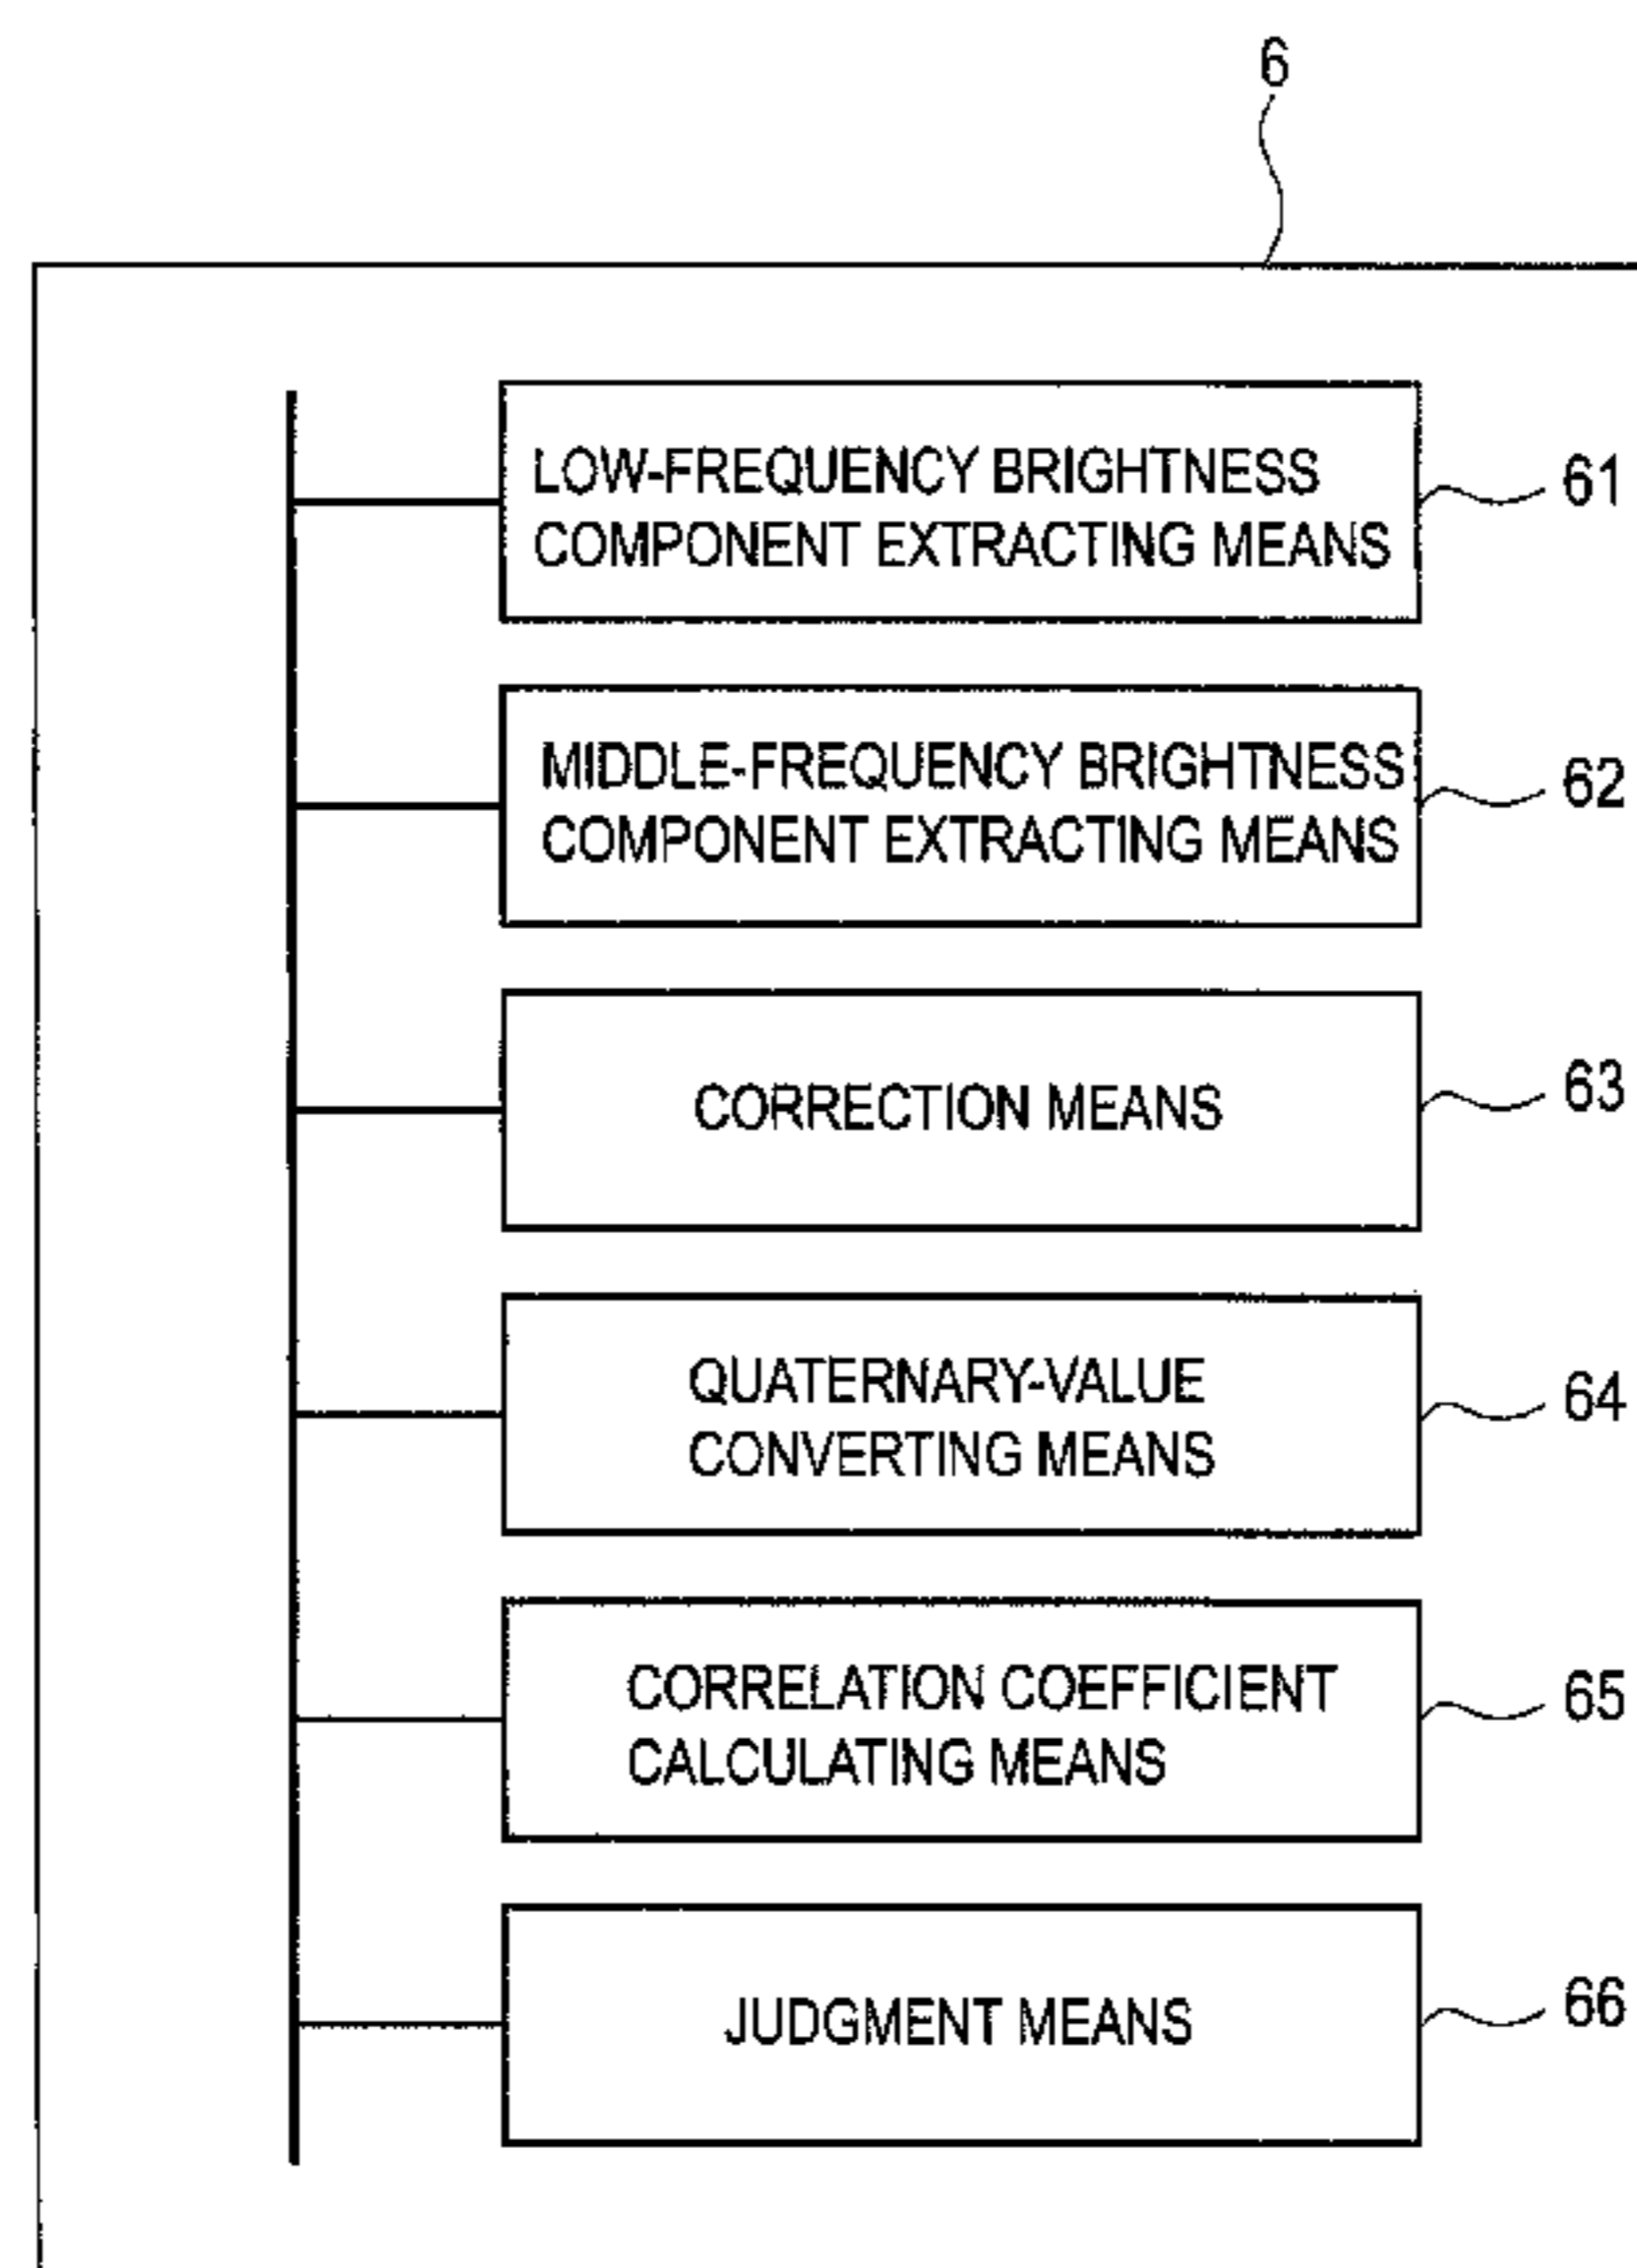 6
LOW-FREQUENCY BRIGHTNESS
COMPONENT EXTRACTING MEANS
61
MIDDLE-FREQUENCY BRIGHTNESS
COMPONENT EXTRACTING MEANS
62
CORRECTION MEANS
63
QUATERNARY-VALUE
CONVERTING MEANS
64
CORRELATION COEFFICIENT
CALCULATING MEANS
65
JUDGMENT MEANS
66